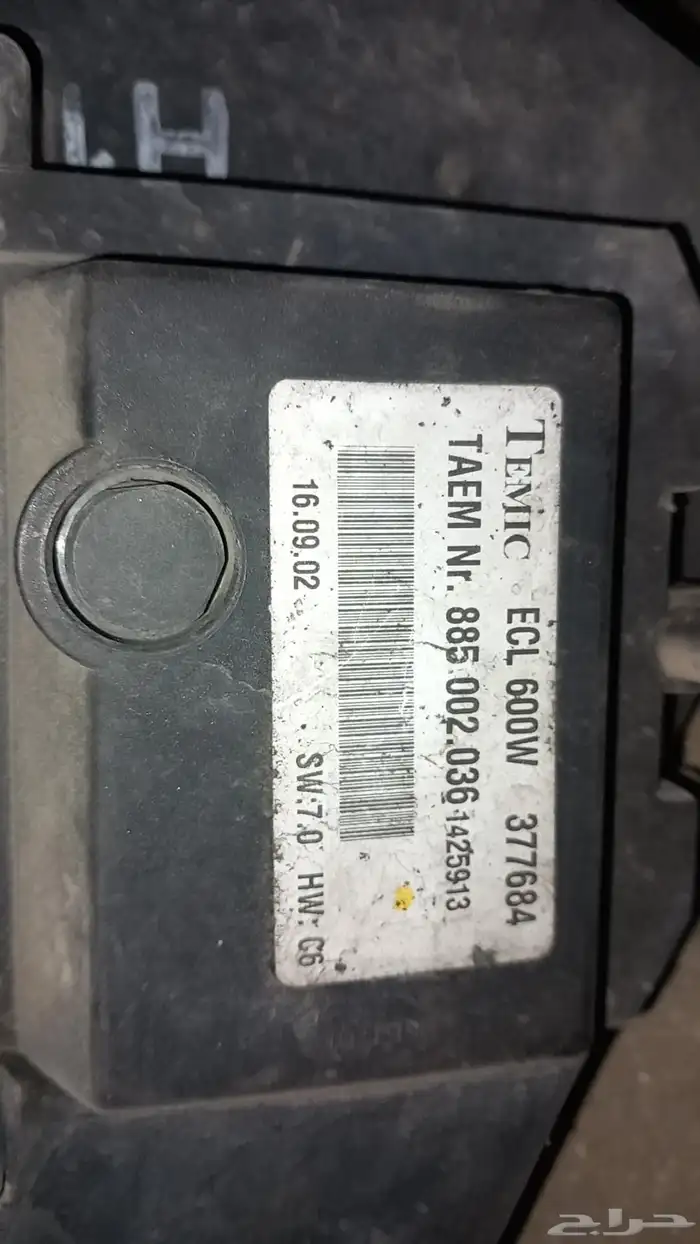 TEMIC ECL 600W 377684
TAEM Nr. 885.002.036 1425913
16.09.02 SW:7.0 HW: C6
حراج